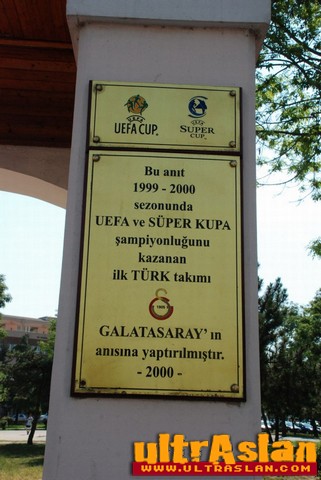 UEFA CUP
UEFA
SUPER
CUP
Bu anıt
1999 - 2000
sezonunda
UEFA ve SÜPER KUPA
şampiyonluğunu
kazanan
ilk TÜRK takımı
GALATASARAY' ın
anısına yaptırılmıştır.
- 2000 -
ultrAslan
WWW.ULTRASLAN.COM